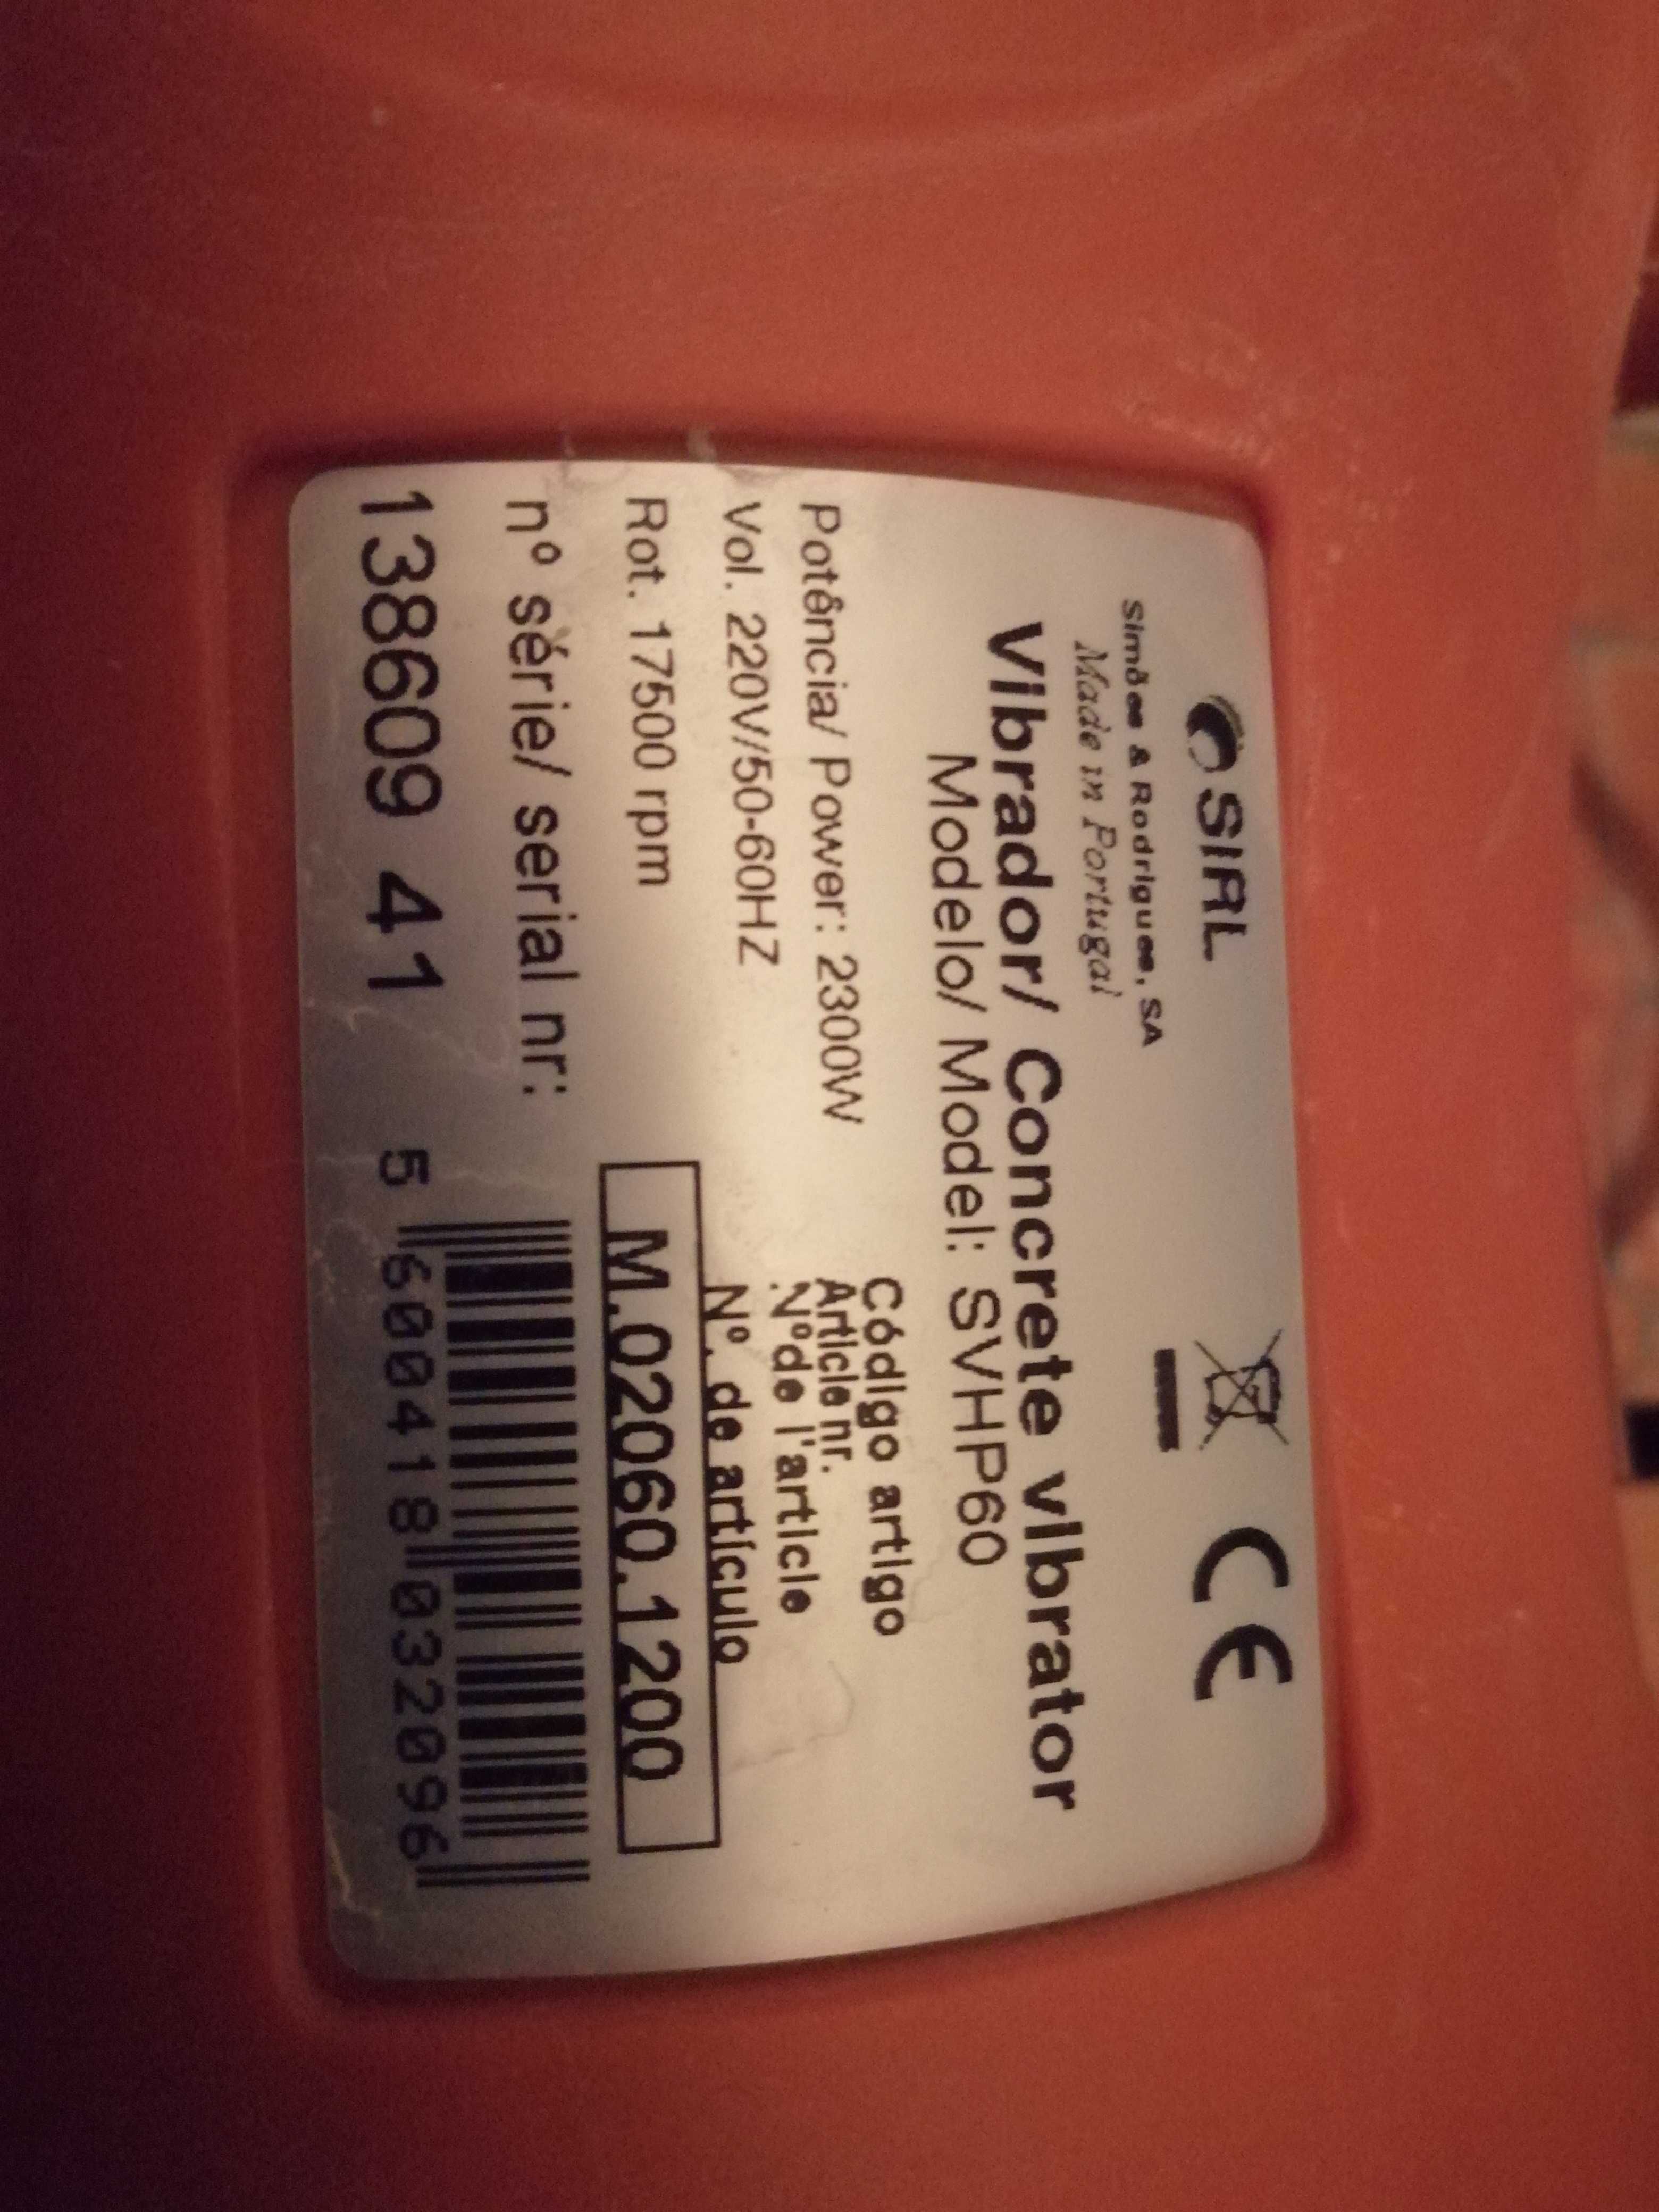 SIRL
CE
Simões & Rodrigues, SA
Made in Portugal
Vibrador/ Concrete vibrator
Modelo/ Model: SVHP60
Potência/ Power: 2300W
Vol. 220V/50-60HZ
Rot. 17500 rpm
Código artigo
Article nr.
Nºde l'article
Nº. de artículo
M.02060.1200
nº série/ serial nr:
138609 41
5 600418 032096